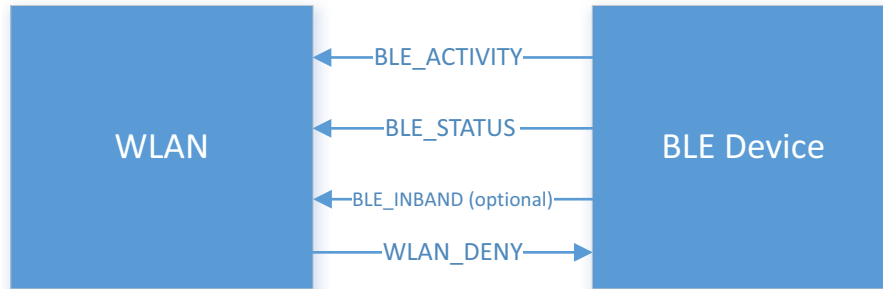 BLE_ACTIVITY
BLE_STATUS
WLAN
BLE Device
BLE_INBAND (optional)
WLAN_DENY